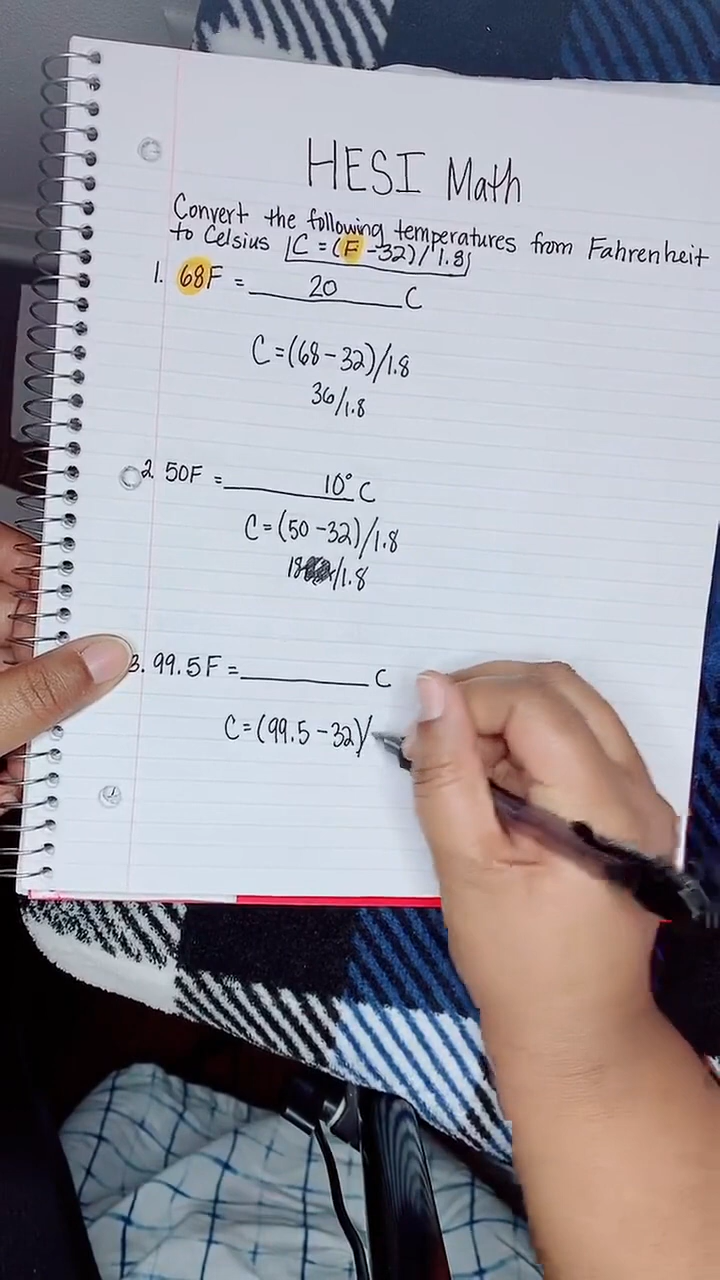 HESI Math
Convert the following temperatures from Fahrenheit
to Celsius C = (F - 32) / 1.8
1. 68F = 20 C
C = (68 - 32)/1.8
36/1.8
2. 50F = 10° C
C = (50 - 32)/1.8
18/1.8
3. 99.5F = C
C = (99.5 - 32)/